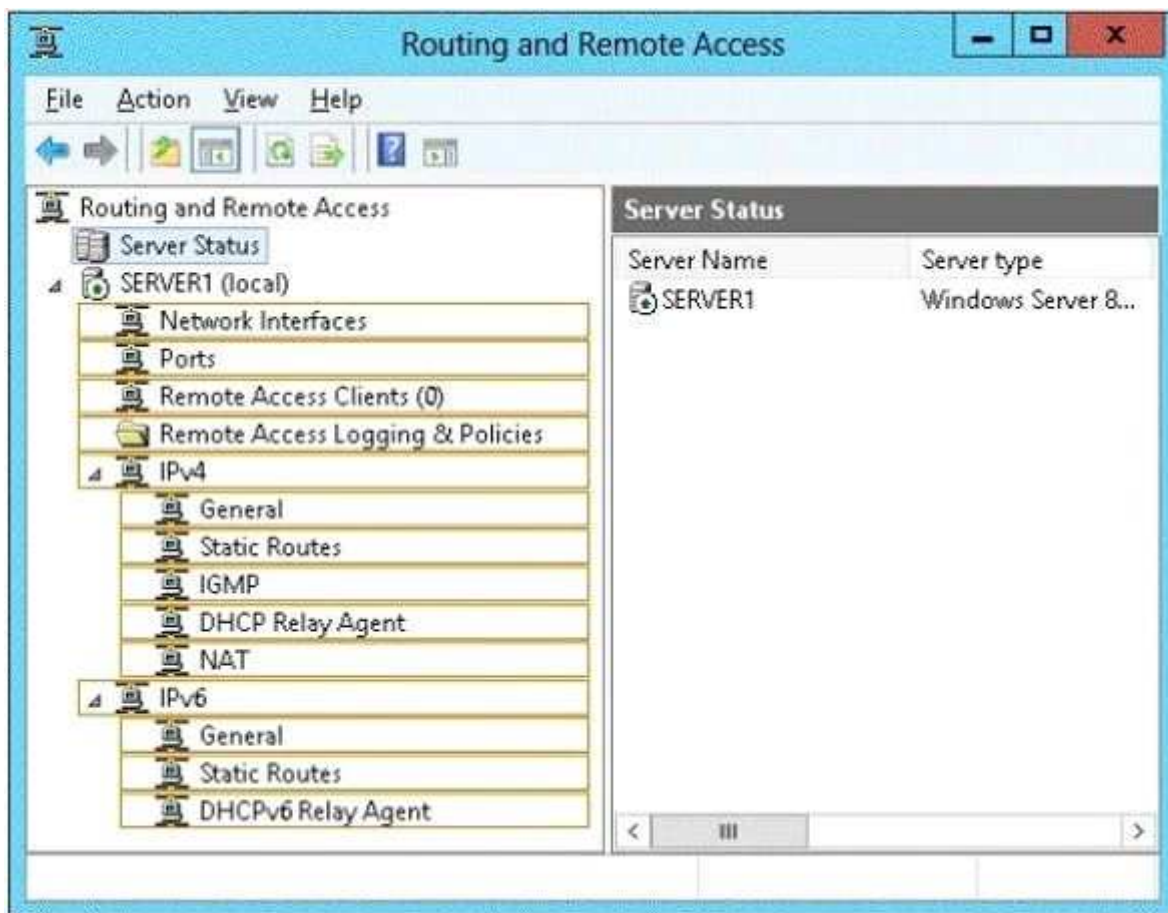 Routing and Remote Access
File Action View Help
Routing and Remote Access
Server Status
SERVER1 (local)
Network Interfaces
Ports
Remote Access Clients (0)
Remote Access Logging & Policies
IPv4
General
Static Routes
IGMP
DHCP Relay Agent
NAT
IPv6
General
Static Routes
DHCPv6 Relay Agent
Server Status
Server Name Server type
SERVER1 Windows Server 8...